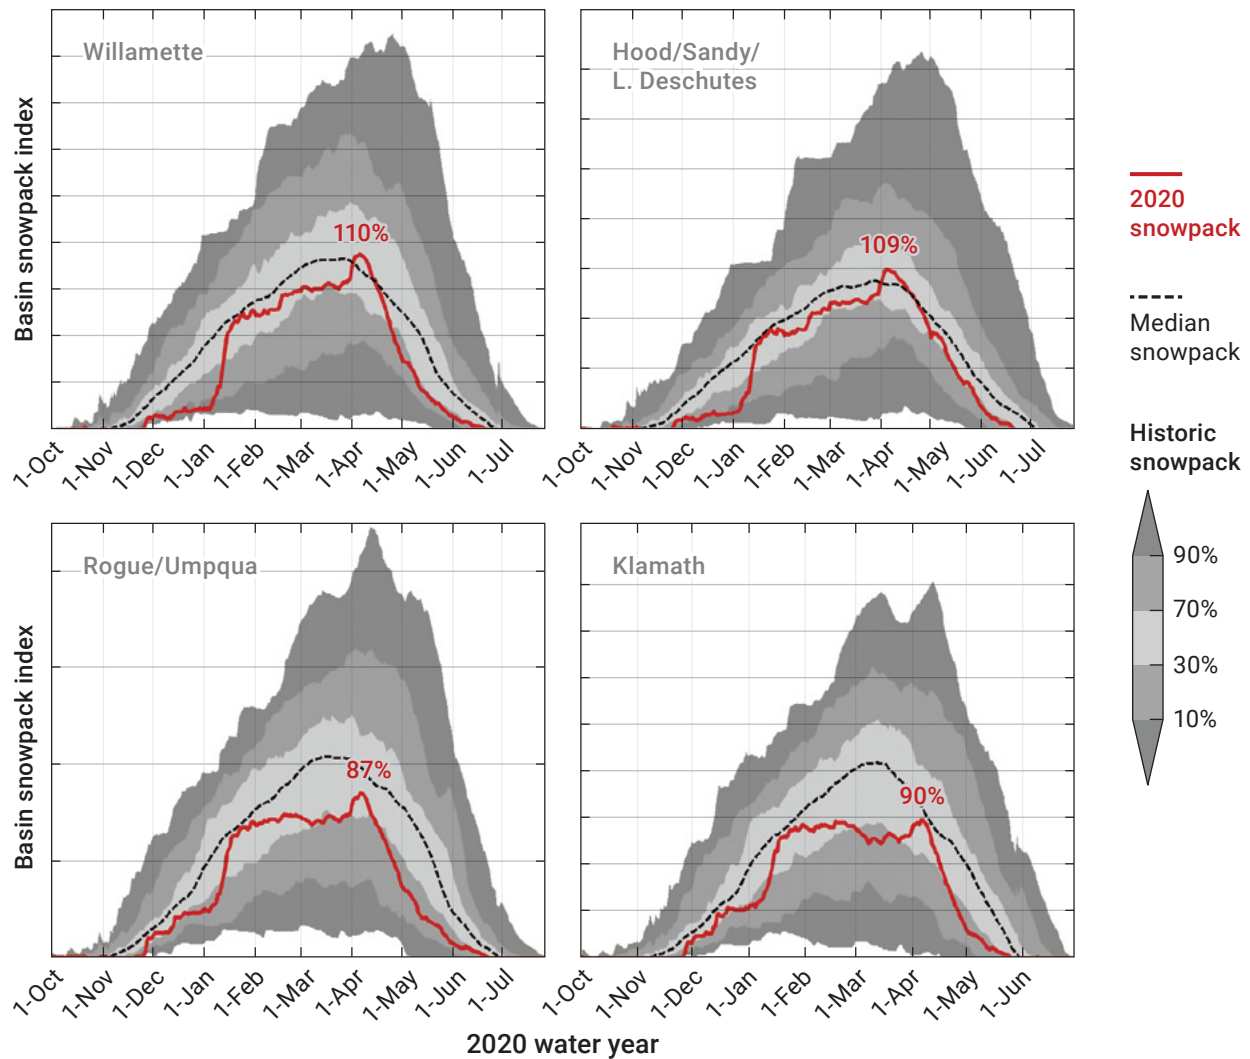 Willamette
110%
Basin snowpack index
1-Oct
1-Nov
1-Dec
1-Jan
1-Feb
1-Mar
1-Apr
1-May
1-Jun
1-Jul
Hood/Sandy/
L. Deschutes
109%
1-Oct
1-Nov
1-Dec
1-Jan
1-Feb
1-Mar
1-Apr
1-May
1-Jun
1-Jul
Rogue/Umpqua
87%
Basin snowpack index
1-Oct
1-Nov
1-Dec
1-Jan
1-Feb
1-Mar
1-Apr
1-May
1-Jun
1-Jul
Klamath
90%
1-Oct
1-Nov
1-Dec
1-Jan
1-Feb
1-Mar
1-Apr
1-May
1-Jun
2020 water year
2020
snowpack
Median
snowpack
Historic
snowpack
90%
70%
30%
10%